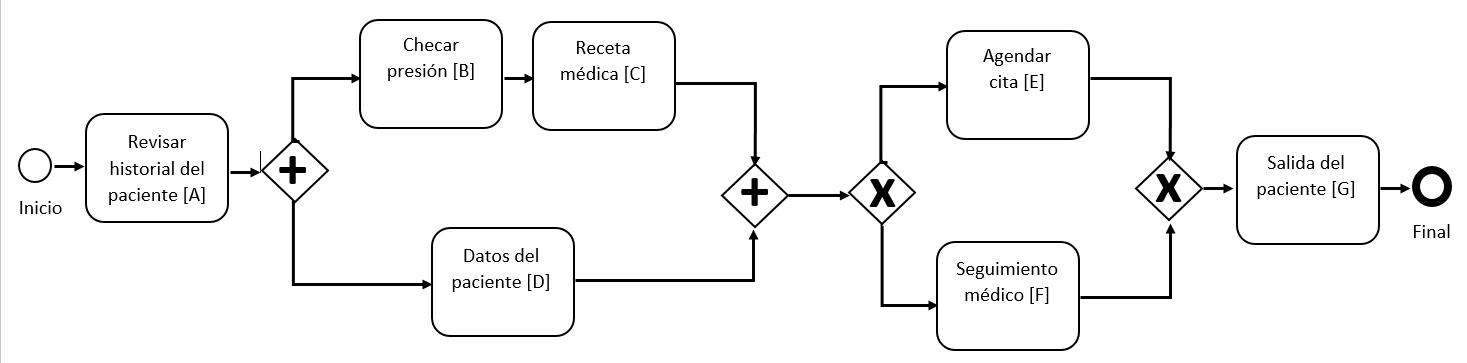 Inicio
Revisar
historial del
paciente [A]
Checar
presión [B]
Receta
médica [C]
Datos del
paciente [D]
Agendar
cita [E]
Seguimiento
médico [F]
Salida del
paciente [G]
Final